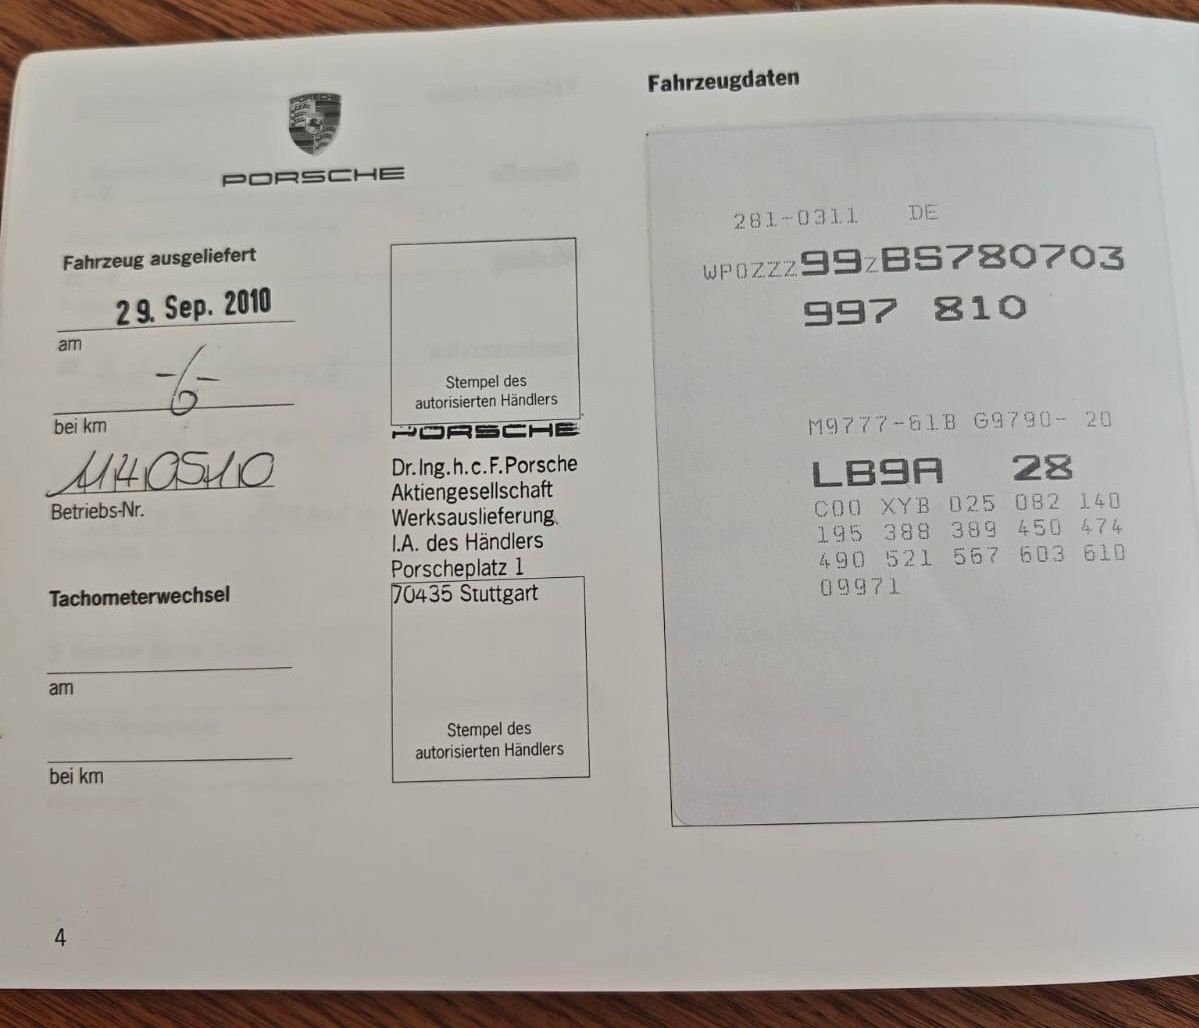 PORSCHE
PORSCHE
Fahrzeug ausgeliefert
29. Sep. 2010
am
-/-
6
bei km
Betriebs-Nr.
Stempel des
autorisierten Händlers
PORSCHE
Dr.Ing.h.c.F.Porsche
Aktiengesellschaft
Werksauslieferung
I.A. des Händlers
Porscheplatz 1
70435 Stuttgart
Tachometerwechsel
am
bei km
Stempel des
autorisierten Händlers
4
Fahrzeugdaten
281-0311 DE
WP0ZZZ99ZBS780703
997 810
M9777-61B G9790- 20
LB9A 28
C00 XYB 025 082 140
195 388 389 450 474
490 521 567 603 610
09971